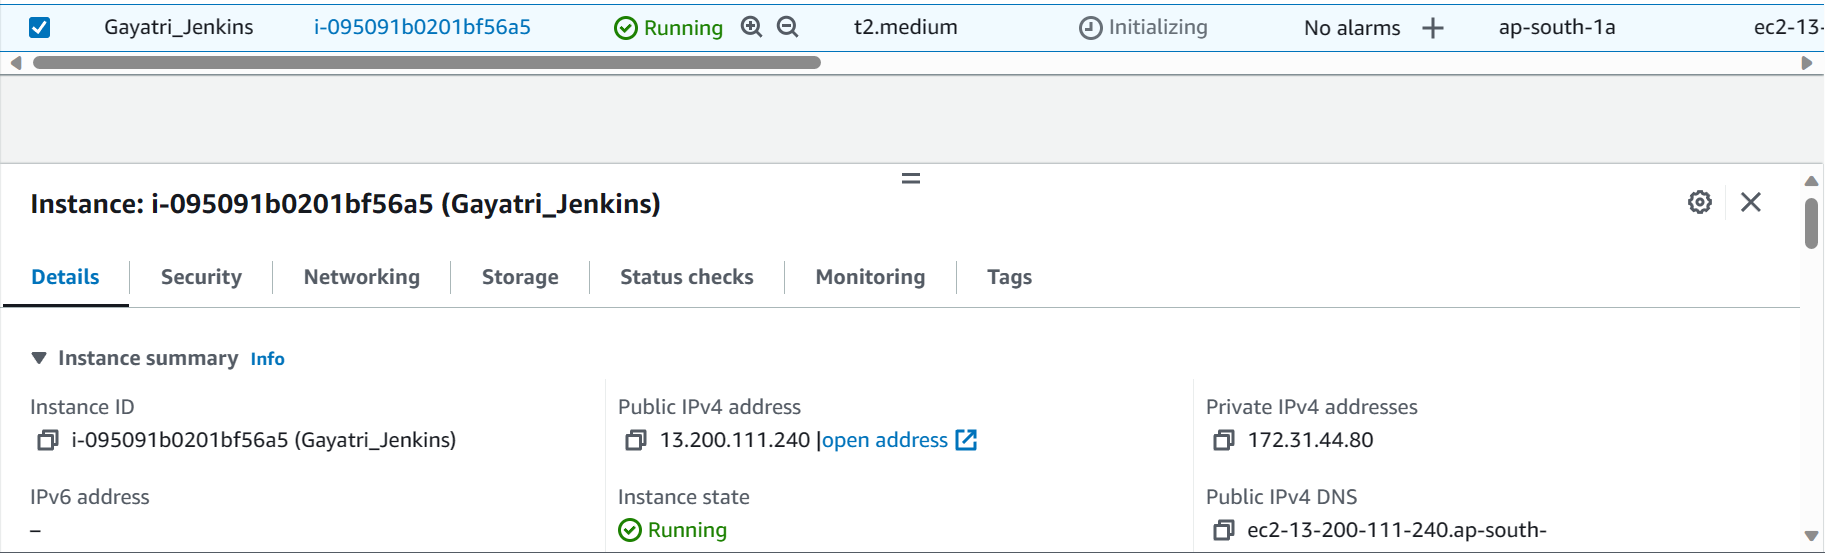 Gayatri_Jenkins i-095091b0201bf56a5 Running t2.medium Initializing No alarms + ap-south-1a ec2-13-
Instance: i-095091b0201bf56a5 (Gayatri_Jenkins)
Details Security Networking Storage Status checks Monitoring Tags
Instance summary Info
Instance ID Public IPv4 address Private IPv4 addresses
i-095091b0201bf56a5 (Gayatri_Jenkins) 13.200.111.240 |open address 172.31.44.80
IPv6 address Instance state Public IPv4 DNS
– Running ec2-13-200-111-240.ap-south-